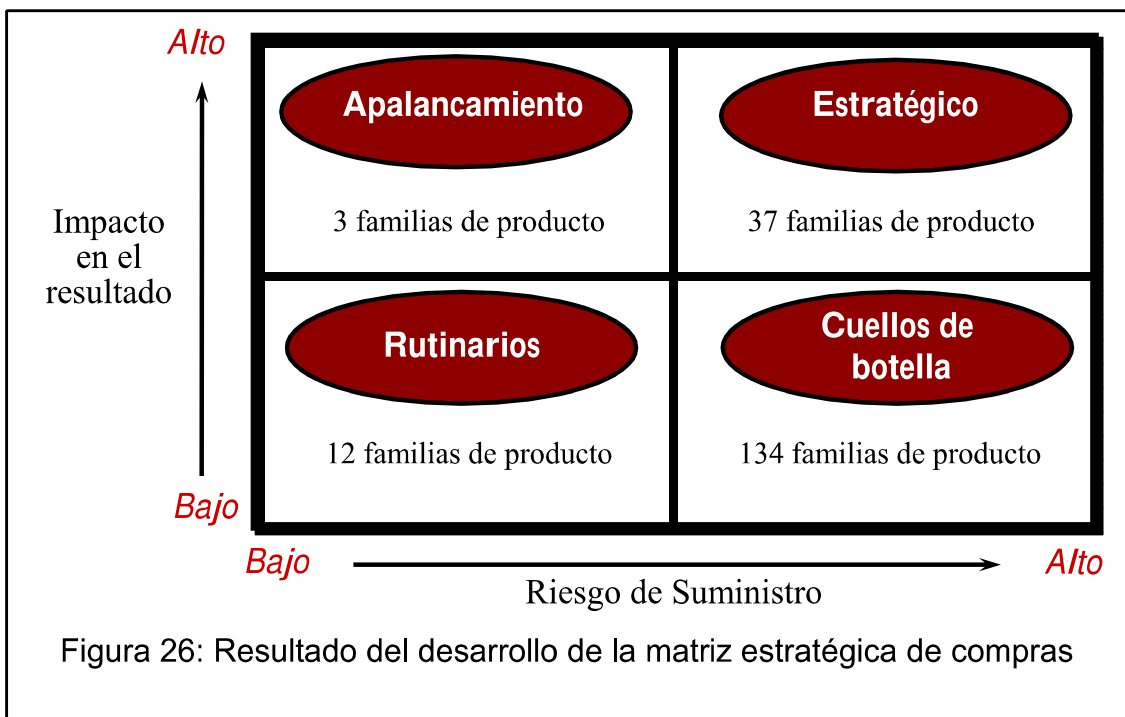 Alto
Apalancamiento
Estratégico
3 familias de producto
37 familias de producto
Impacto
en el
resultado
Rutinarios
Cuellos de
botella
12 familias de producto
134 familias de producto
Bajo
Bajo
Alto
Riesgo de Suministro
Figura 26: Resultado del desarrollo de la matriz estratégica de compras